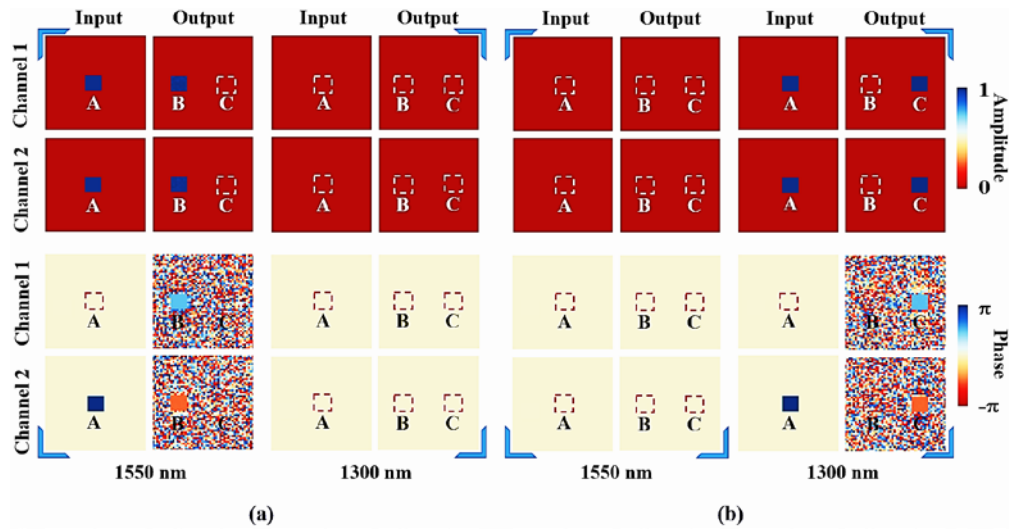 Input Output Input Output Input Output Input Output
Channel 1
A B C A B C A B C A B C
1
Amplitude
0
Channel 2
A B C A B C A B C A B C
Channel 1
A B C A B C A B C A B C
π
Phase
-π
Channel 2
A B C A B C A B C A B C
1550 nm 1300 nm 1550 nm 1300 nm
(a) (b)